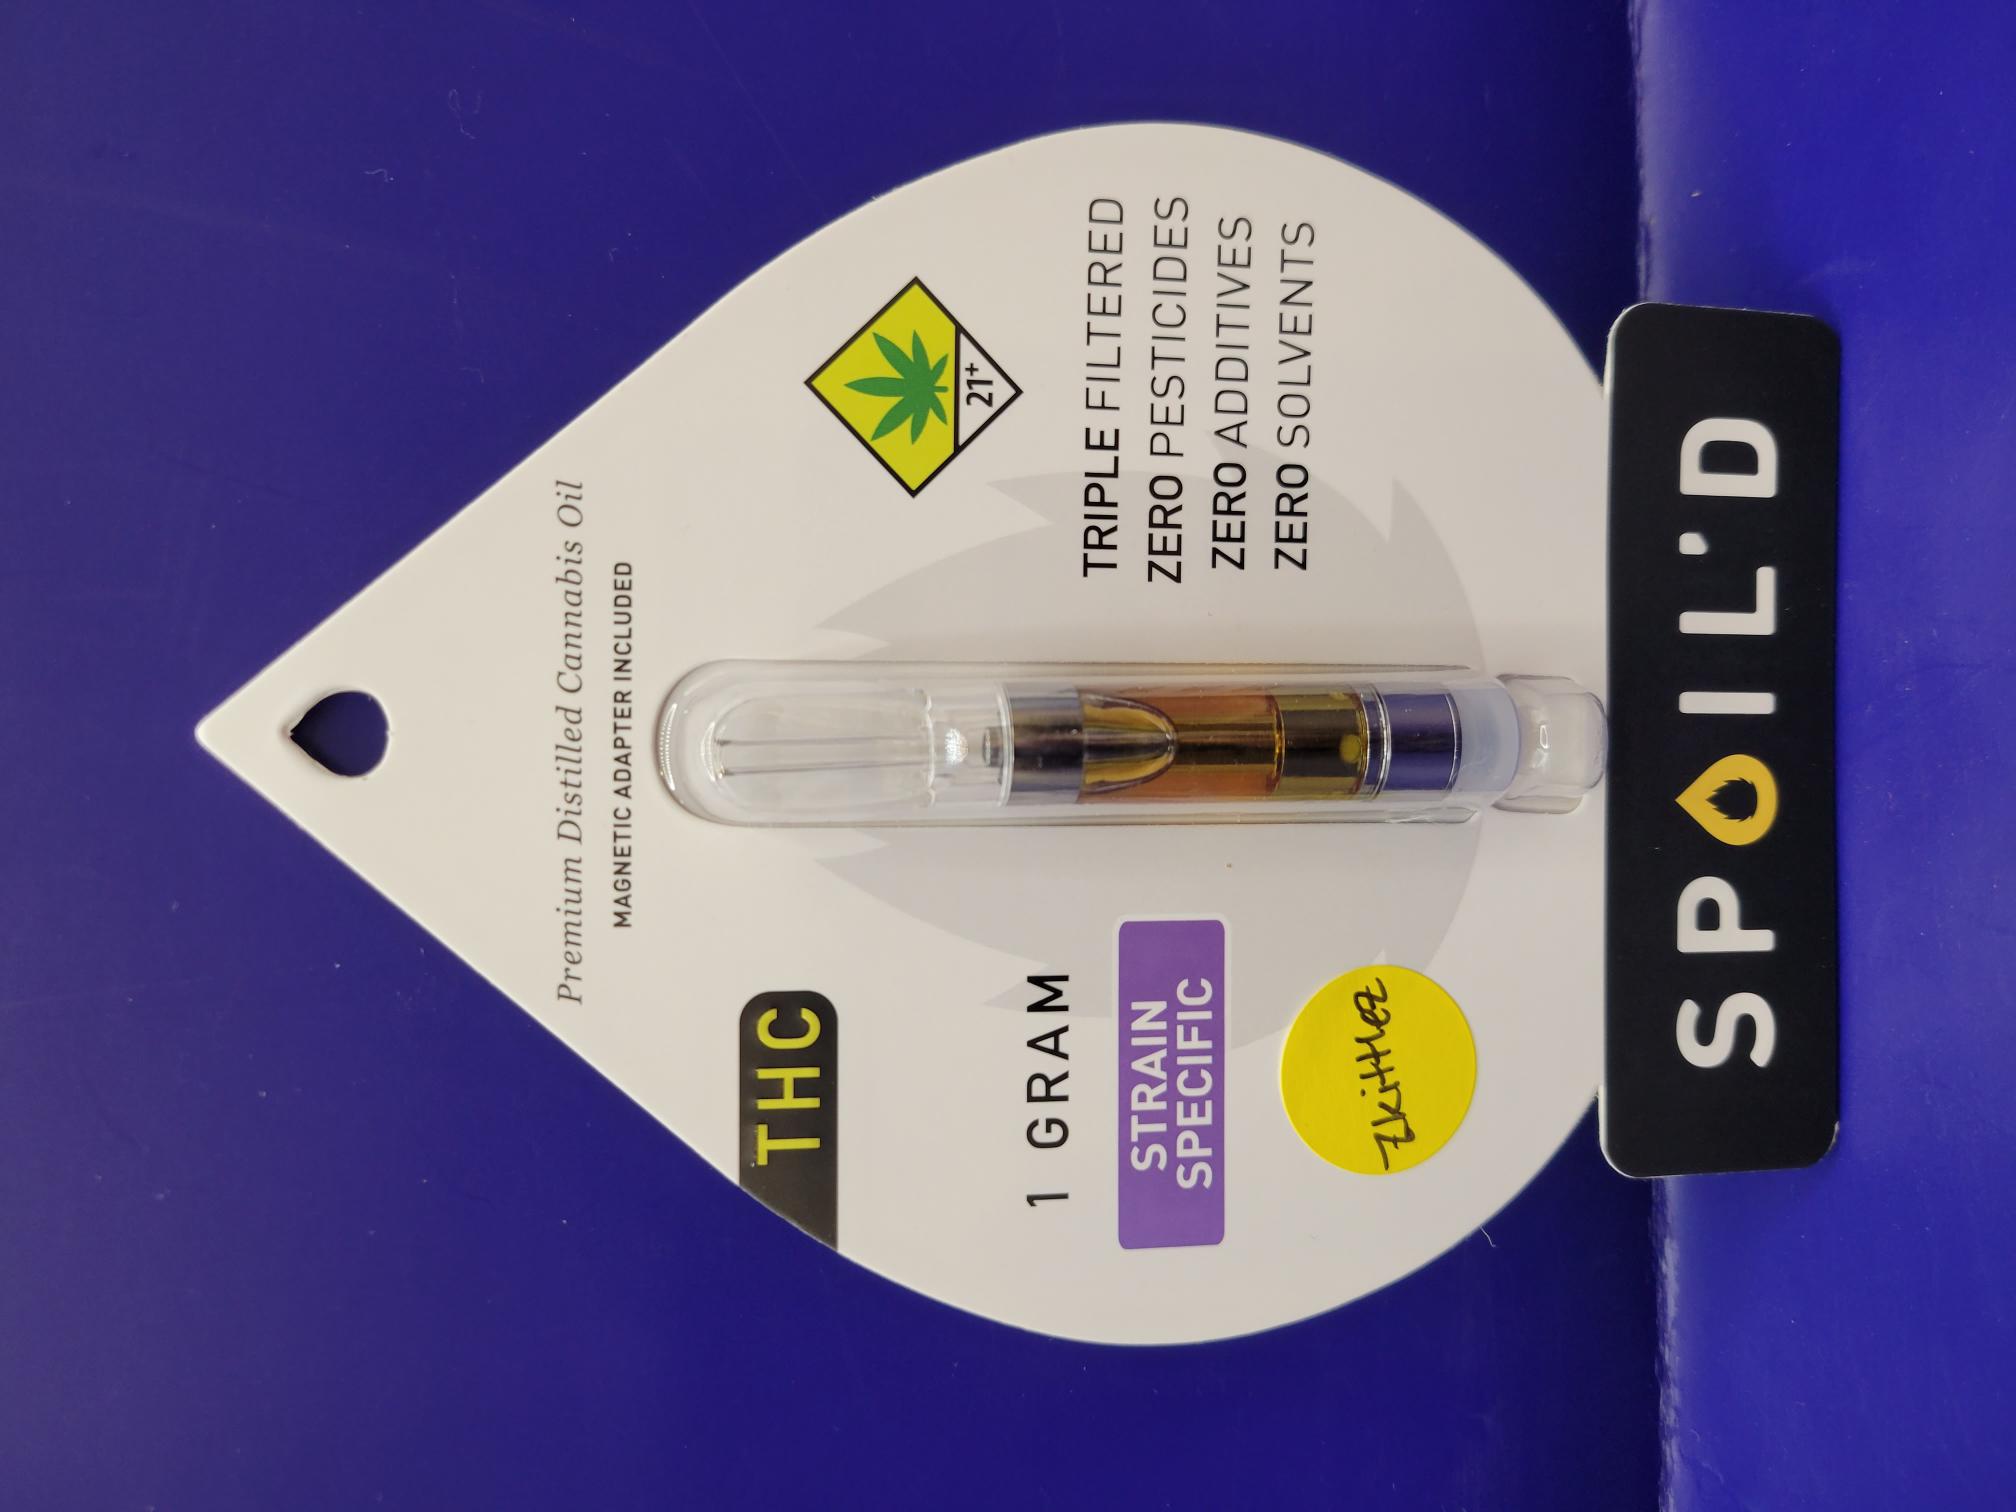 Premium Distilled Cannabis Oil
MAGNETIC ADAPTER INCLUDED
THC
21+
1 GRAM
STRAIN
SPECIFIC
TRIPLE FILTERED
ZERO PESTICIDES
ZERO ADDITIVES
ZERO SOLVENTS
Zkittlez
SPOIL'D